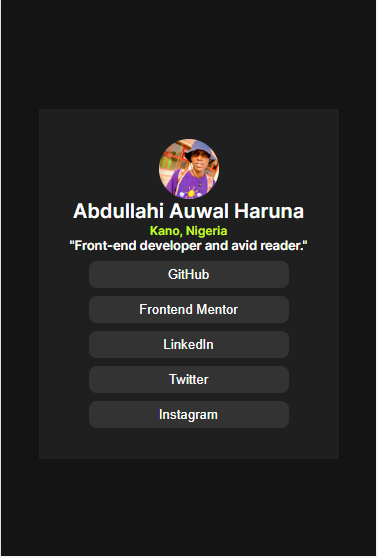 Abdullahi Auwal Haruna
Kano, Nigeria
"Front-end developer and avid reader."
GitHub
Frontend Mentor
LinkedIn
Twitter
Instagram